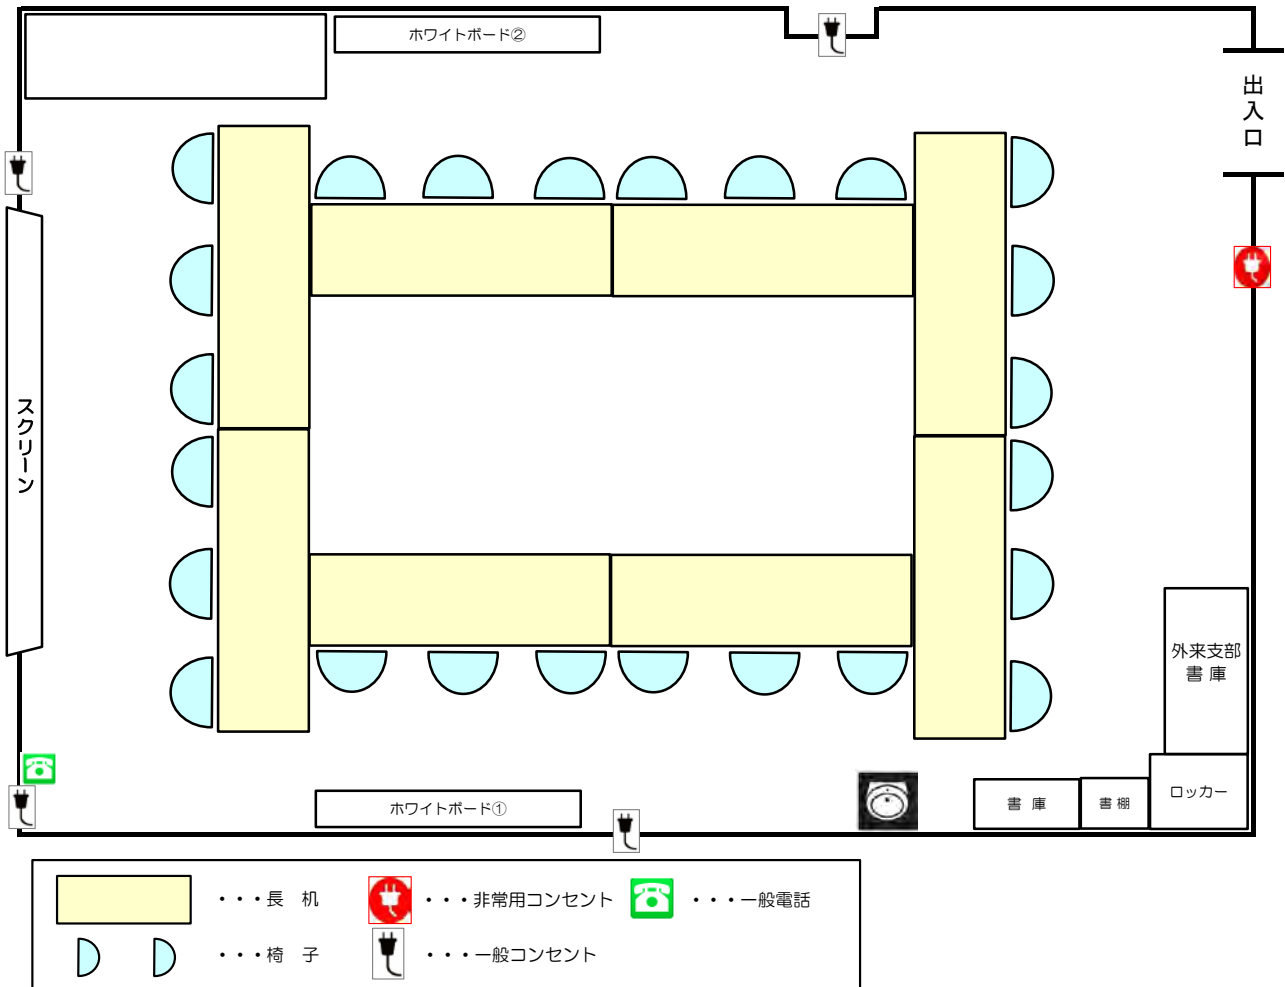 ホワイトボード②
出入口
スクリーン
外来支部
書 庫
ロッカー
書 庫
書 棚
ホワイトボード①
・・・長　机
・・・非常用コンセント
・・・一般電話
・・・椅　子
・・・一般コンセント